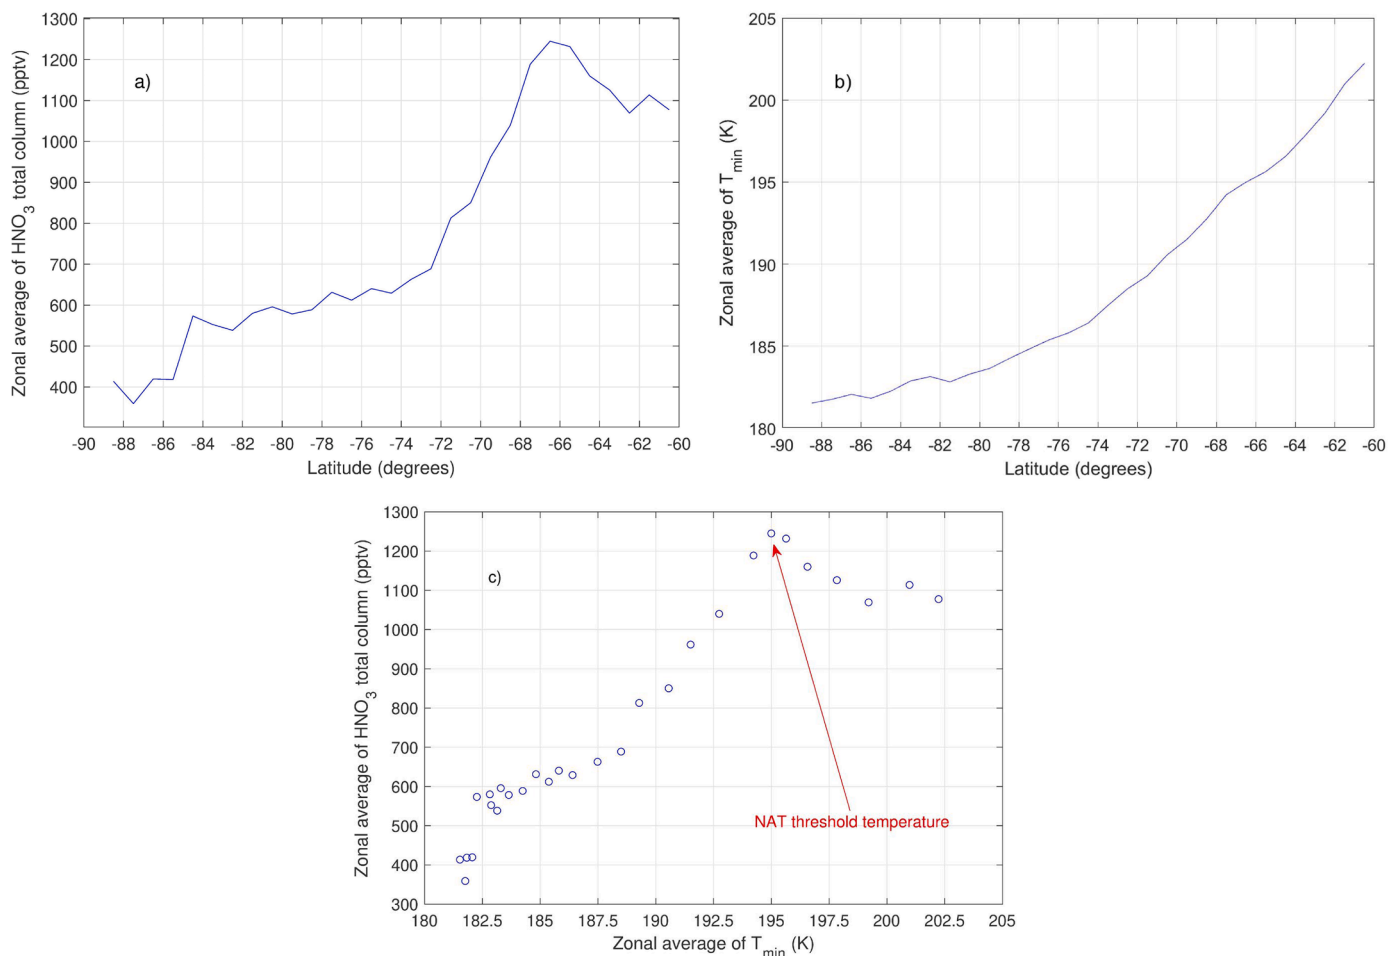 1300
1200
1100
1000
900
800
700
600
500
400
Zonal average of HNO3 total column (pptv)
a)
-90 -88 -86 -84 -82 -80 -78 -76 -74 -72 -70 -68 -66 -64 -62 -60
Latitude (degrees)
205
200
195
190
185
180
Zonal average of Tmin (K)
b)
-90 -88 -86 -84 -82 -80 -78 -76 -74 -72 -70 -68 -66 -64 -62 -60
Latitude (degrees)
1300
1200
1100
1000
900
800
700
600
500
400
300
Zonal average of HNO3 total column (pptv)
c)
NAT threshold temperature
180 182.5 185 187.5 190 192.5 195 197.5 200 202.5 205
Zonal average of Tmin (K)